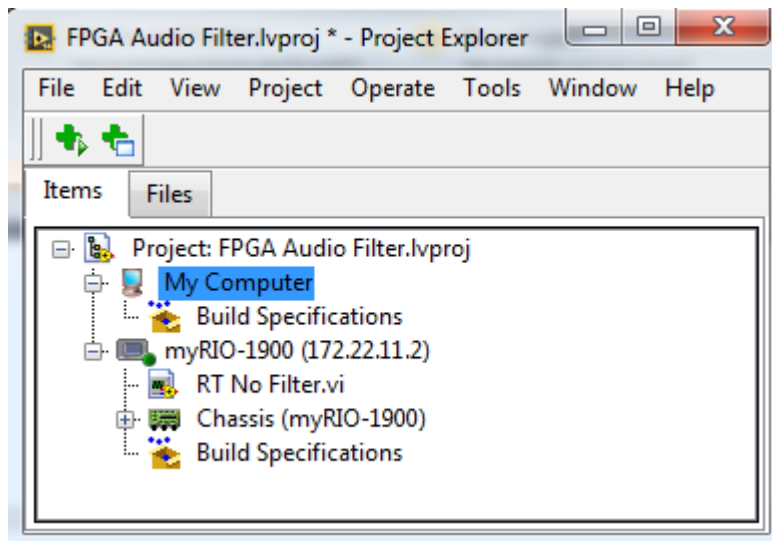 FPGA Audio Filter.lvproj * - Project Explorer
File Edit View Project Operate Tools Window Help
Items Files
Project: FPGA Audio Filter.lvproj
My Computer
Build Specifications
myRIO-1900 (172.22.11.2)
RT No Filter.vi
Chassis (myRIO-1900)
Build Specifications